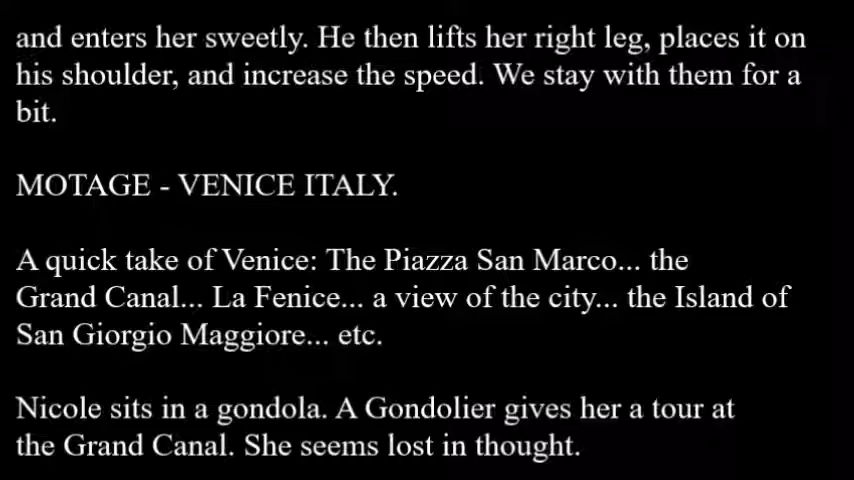 and enters her sweetly. He then lifts her right leg, places it on
his shoulder, and increase the speed. We stay with them for a
bit.
MOTAGE - VENICE ITALY.
A quick take of Venice: The Piazza San Marco... the
Grand Canal... La Fenice... a view of the city... the Island of
San Giorgio Maggiore... etc.
Nicole sits in a gondola. A Gondolier gives her a tour at
the Grand Canal. She seems lost in thought.